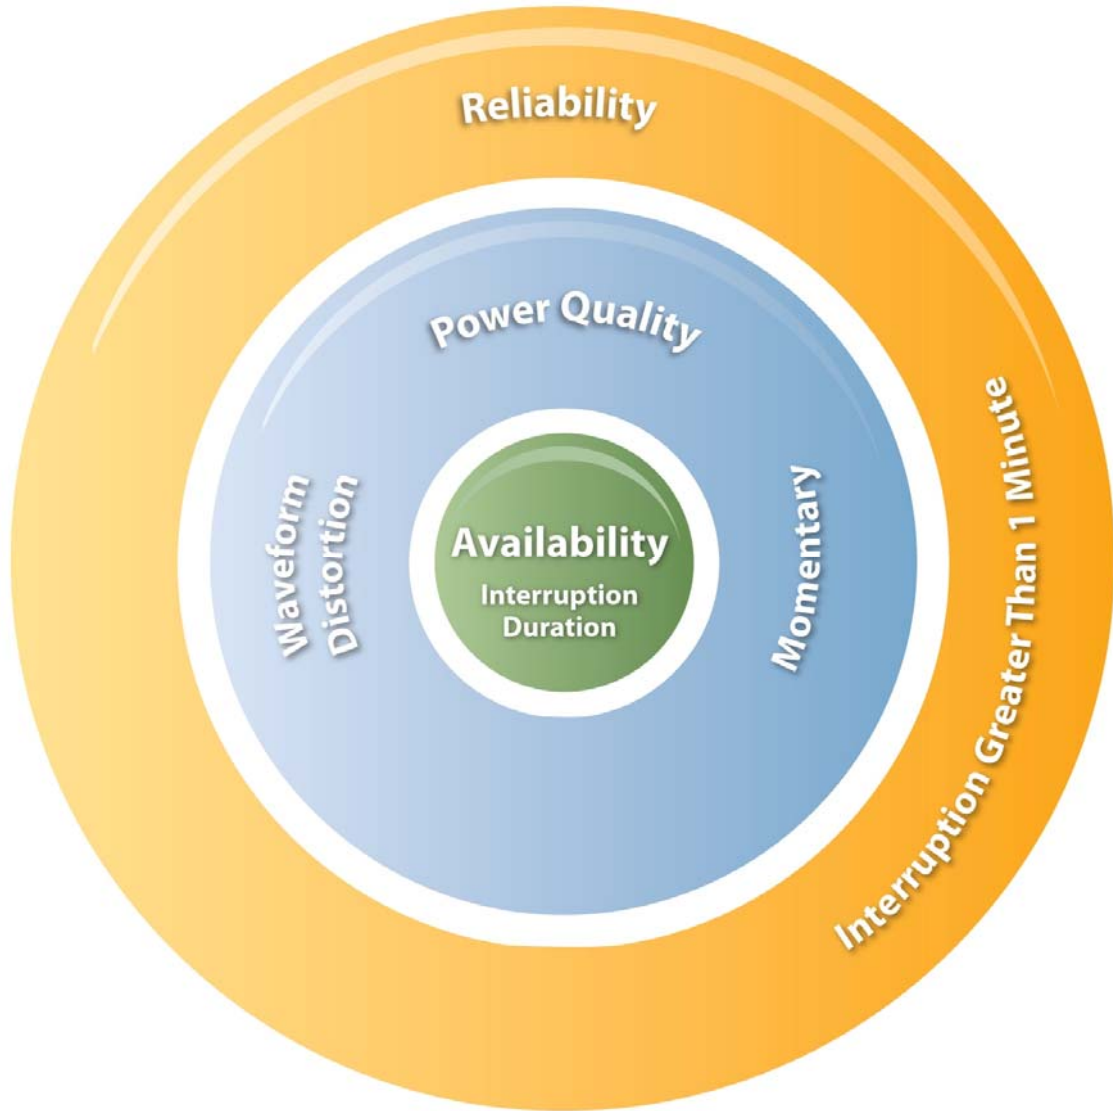 Reliability
Power Quality
Waveform
Distortion
Availability
Interruption
Duration
Momentary
Interruption Greater Than 1 Minute